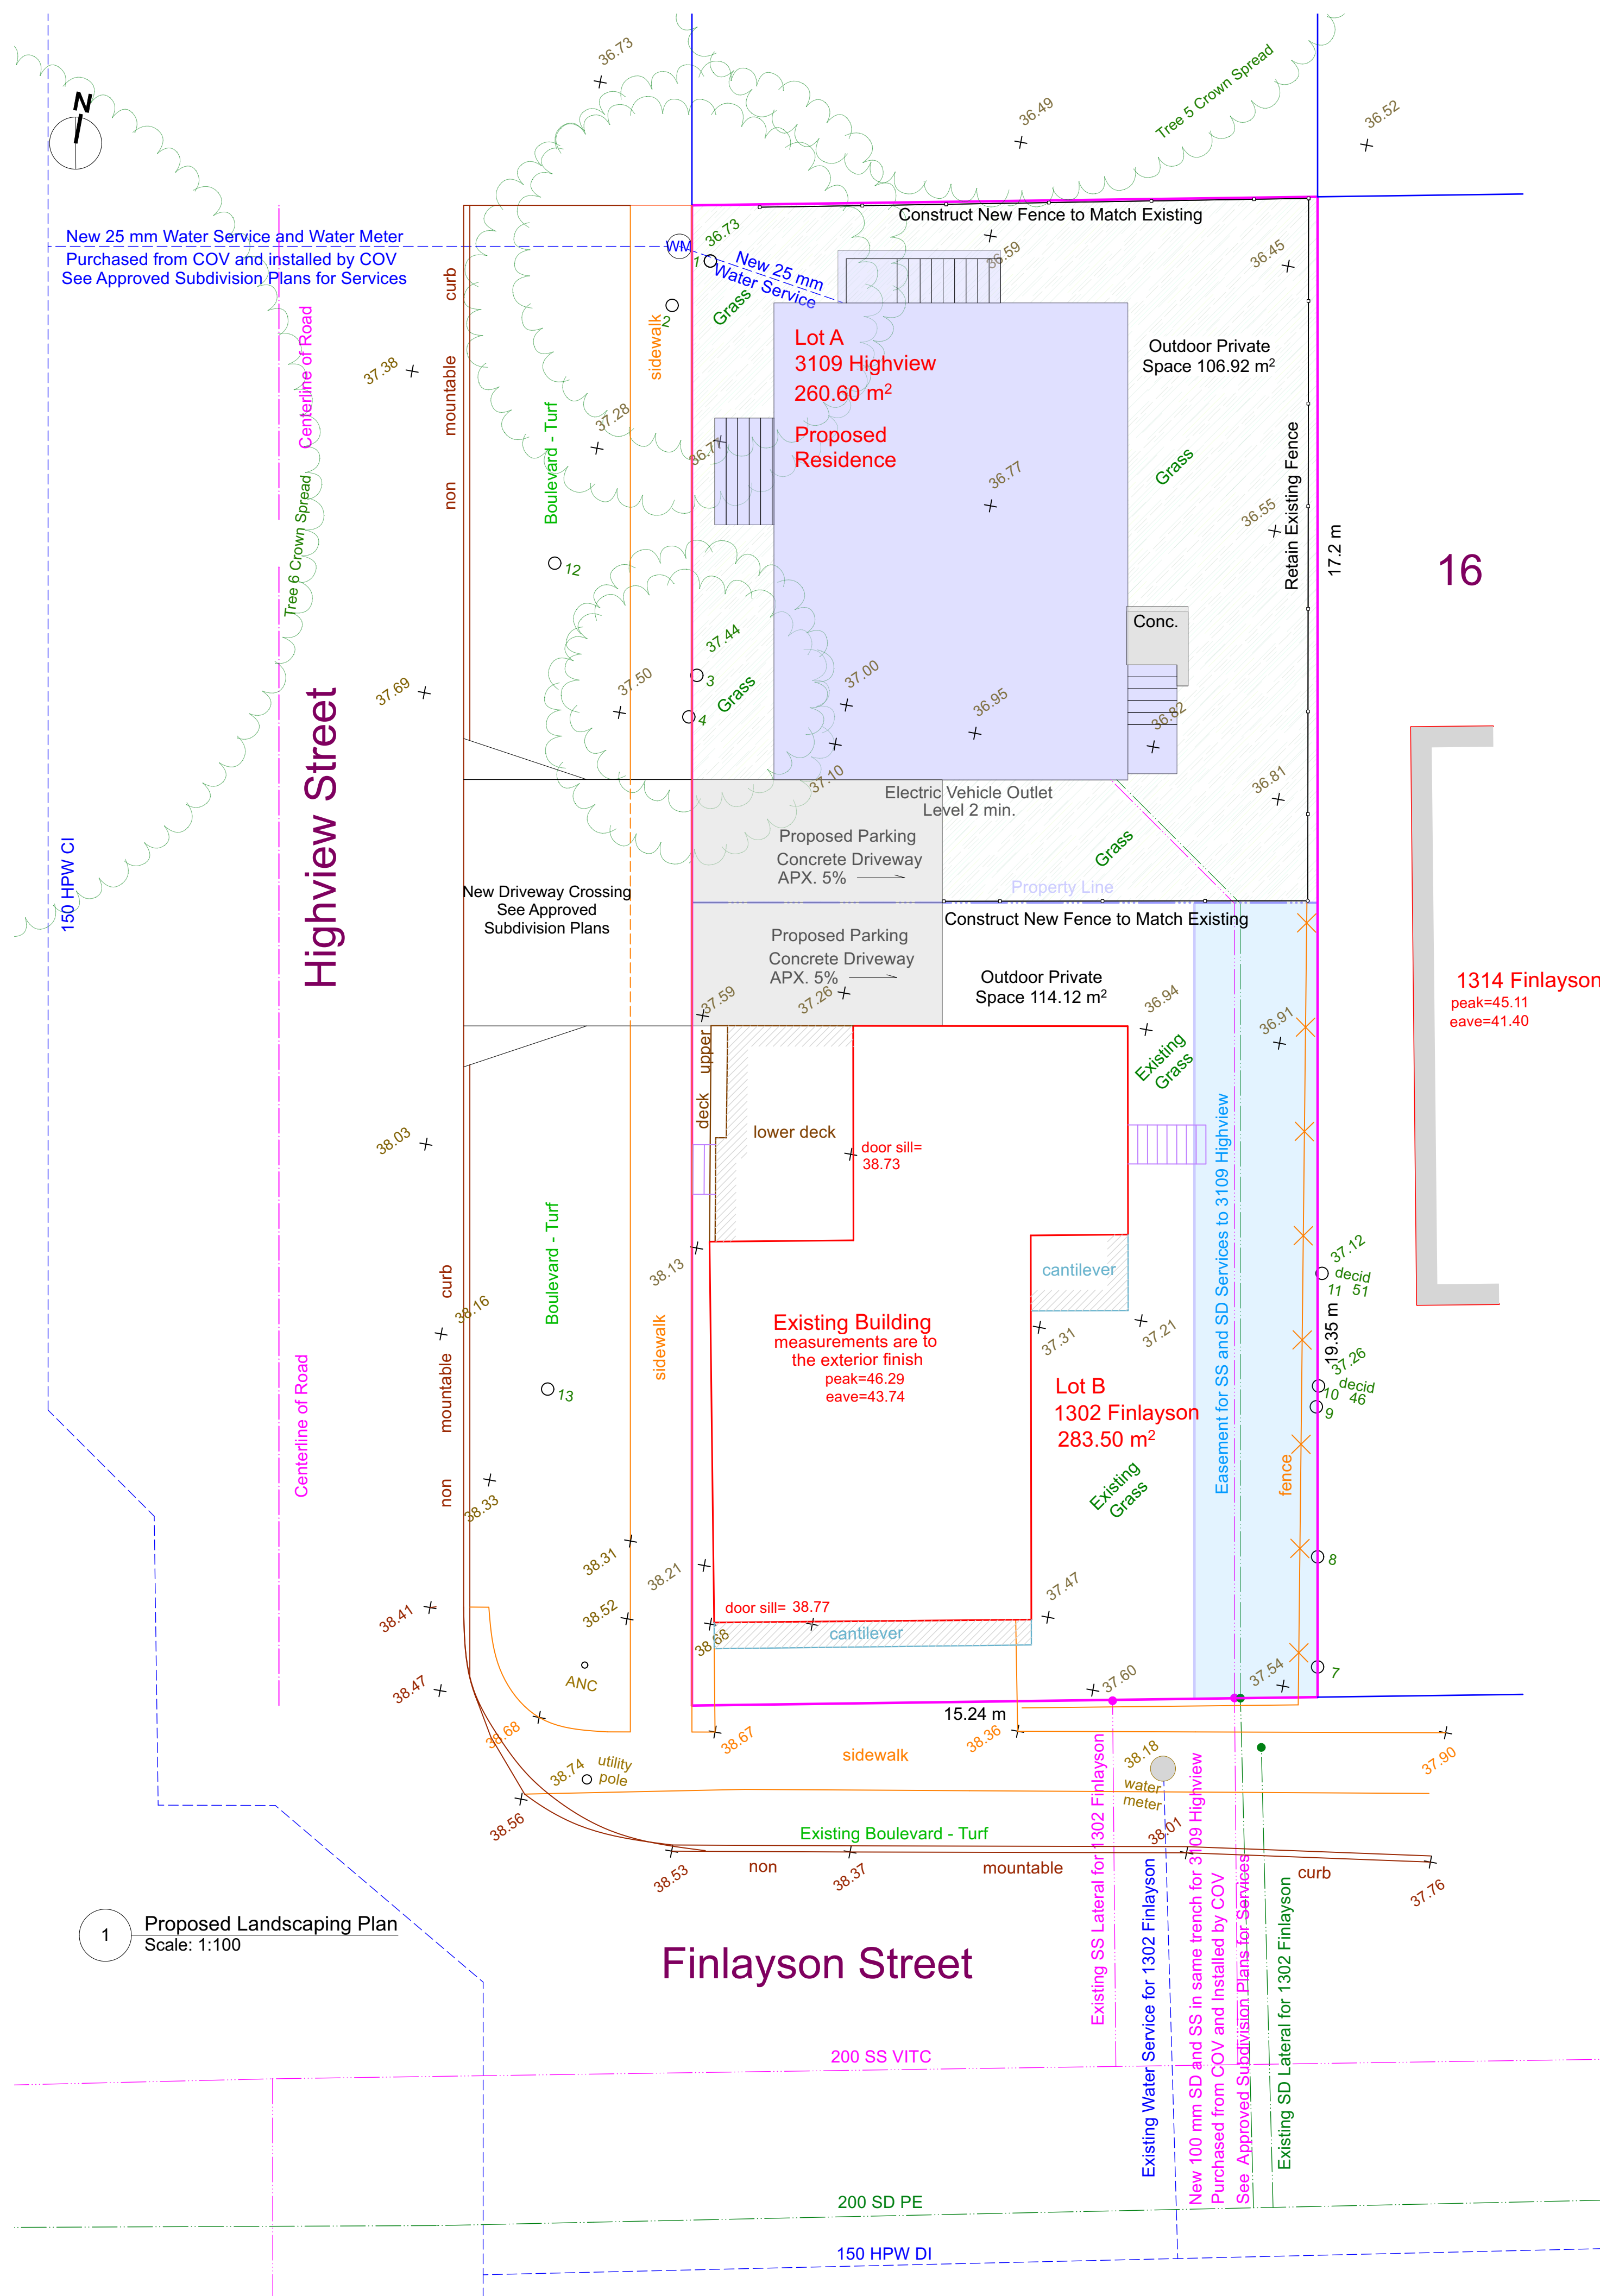 36.73
36.49
Tree 5 Crown Spread
36.52
N
Construct New Fence to Match Existing
New 25 mm Water Service and Water Meter
Purchased from COV and installed by COV
See Approved Subdivision Plans for Services
WM
36.73
1
2
New 25 mm
Water Service
Grass
36.59
36.45
curb
mountable
non
sidewalk
Centerline of Road
Lot A
3109 Highview
260.60 m²
Proposed
Residence
Outdoor Private
Space 106.92 m²
37.38
37.28
36.77
36.77
Boulevard - Turf
Grass
36.55
Retain Existing Fence
17.2 m
16
Tree 6 Crown Spread
12
Conc.
37.44
3
37.50
Grass
4
37.69
37.00
36.95
36.82
37.10
36.81
Highview Street
Electric Vehicle Outlet
Level 2 min.
Proposed Parking
Concrete Driveway
APX. 5%
Grass
150 HPW CI
New Driveway Crossing
See Approved
Subdivision Plans
Property Line
Construct New Fence to Match Existing
Proposed Parking
Concrete Driveway
APX. 5%
Outdoor Private
Space 114.12 m²
1314 Finlayson
peak=45.11
eave=41.40
37.59
37.26
36.94
36.91
Existing
Grass
upper
deck
lower deck
door sill=
38.73
38.03
Easement for SS and SD Services to 3109 Highview
Boulevard - Turf
38.13
cantilever
37.12
decid
11 51
19.35 m
curb
mountable
non
38.16
sidewalk
Existing Building
measurements are to
the exterior finish
peak=46.29
eave=43.74
37.31
37.21
37.26
decid
10 46
9
Centerline of Road
13
Lot B
1302 Finlayson
283.50 m²
fence
Existing
Grass
38.33
38.31
38.21
8
37.47
38.41
38.52
door sill= 38.77
38.68
cantilever
ANC
38.47
37.60
37.54
7
15.24 m
38.68
38.67
38.36
sidewalk
38.18
water
meter
37.90
38.74
utility
pole
38.56
Existing Boulevard - Turf
38.01
38.53
non
38.37
mountable
curb
37.76
1
Proposed Landscaping Plan
Scale: 1:100
Finlayson Street
Existing SS Lateral for 1302 Finlayson
Existing Water Service for 1302 Finlayson
New 100 mm SD and SS in same trench for 3109 Highview
Purchased from COV and Installed by COV
See Approved Subdivision Plans for Services
Existing SD Lateral for 1302 Finlayson
200 SS VITC
200 SD PE
150 HPW DI